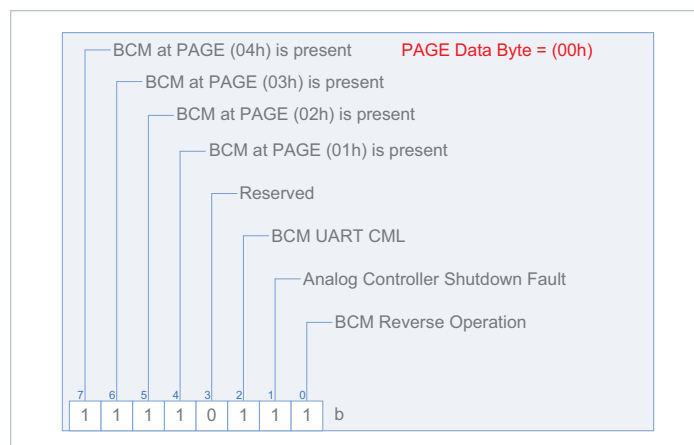 BCM at PAGE (04h) is present PAGE Data Byte = (00h)
BCM at PAGE (03h) is present
BCM at PAGE (02h) is present
BCM at PAGE (01h) is present
Reserved
BCM UART CML
Analog Controller Shutdown Fault
BCM Reverse Operation
7 6 5 4 3 2 1 0
1 1 1 1 0 1 1 1 b